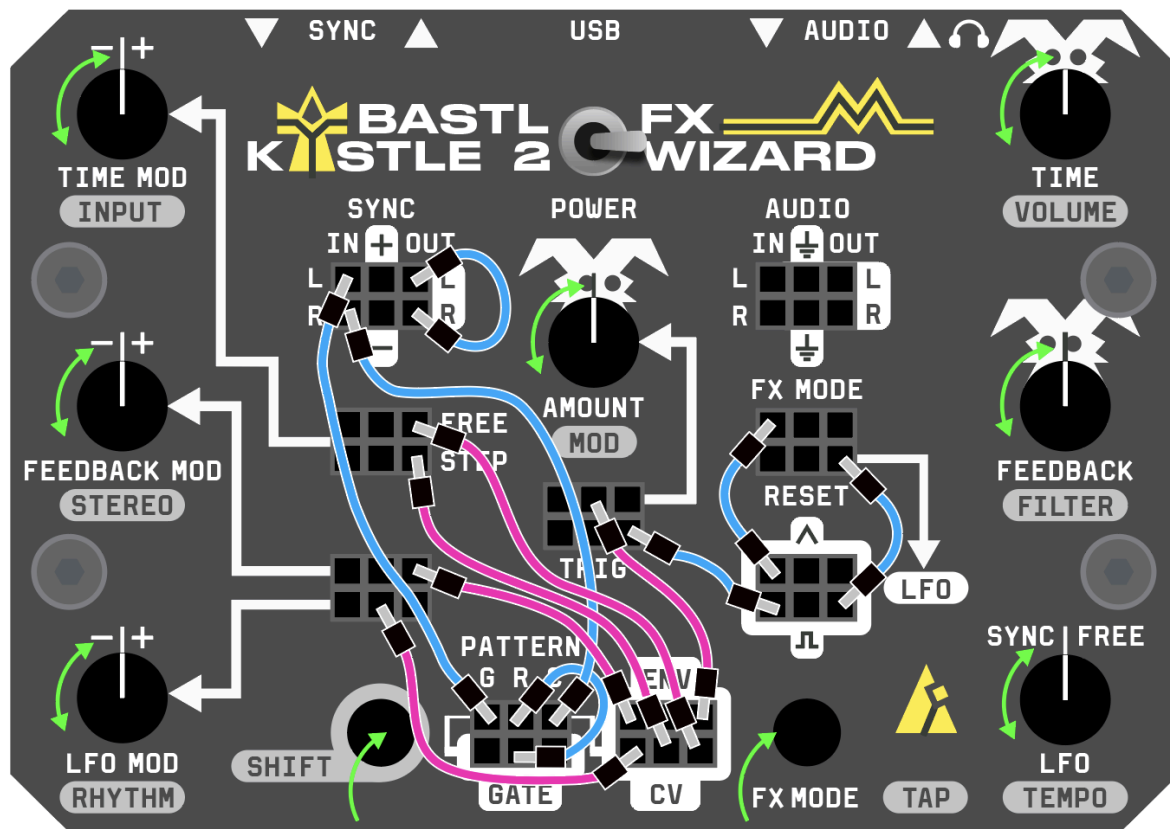 SYNC
USB
AUDIO
- +
BASTL
KASTLE 2
FX
WIZARD
TIME MOD
INPUT
TIME
VOLUME
SYNC
IN + OUT
L L
R R
-
POWER
AUDIO
IN OUT
L L
R R
- +
FEEDBACK MOD
STEREO
FREE
STEP
AMOUNT
MOD
FX MODE
RESET
FEEDBACK
FILTER
TRIG
LFO
- +
LFO MOD
RHYTHM
SHIFT
PATTERN
G R C
GATE
ENV
CV
FX MODE
TAP
SYNC FREE
LFO
TEMPO